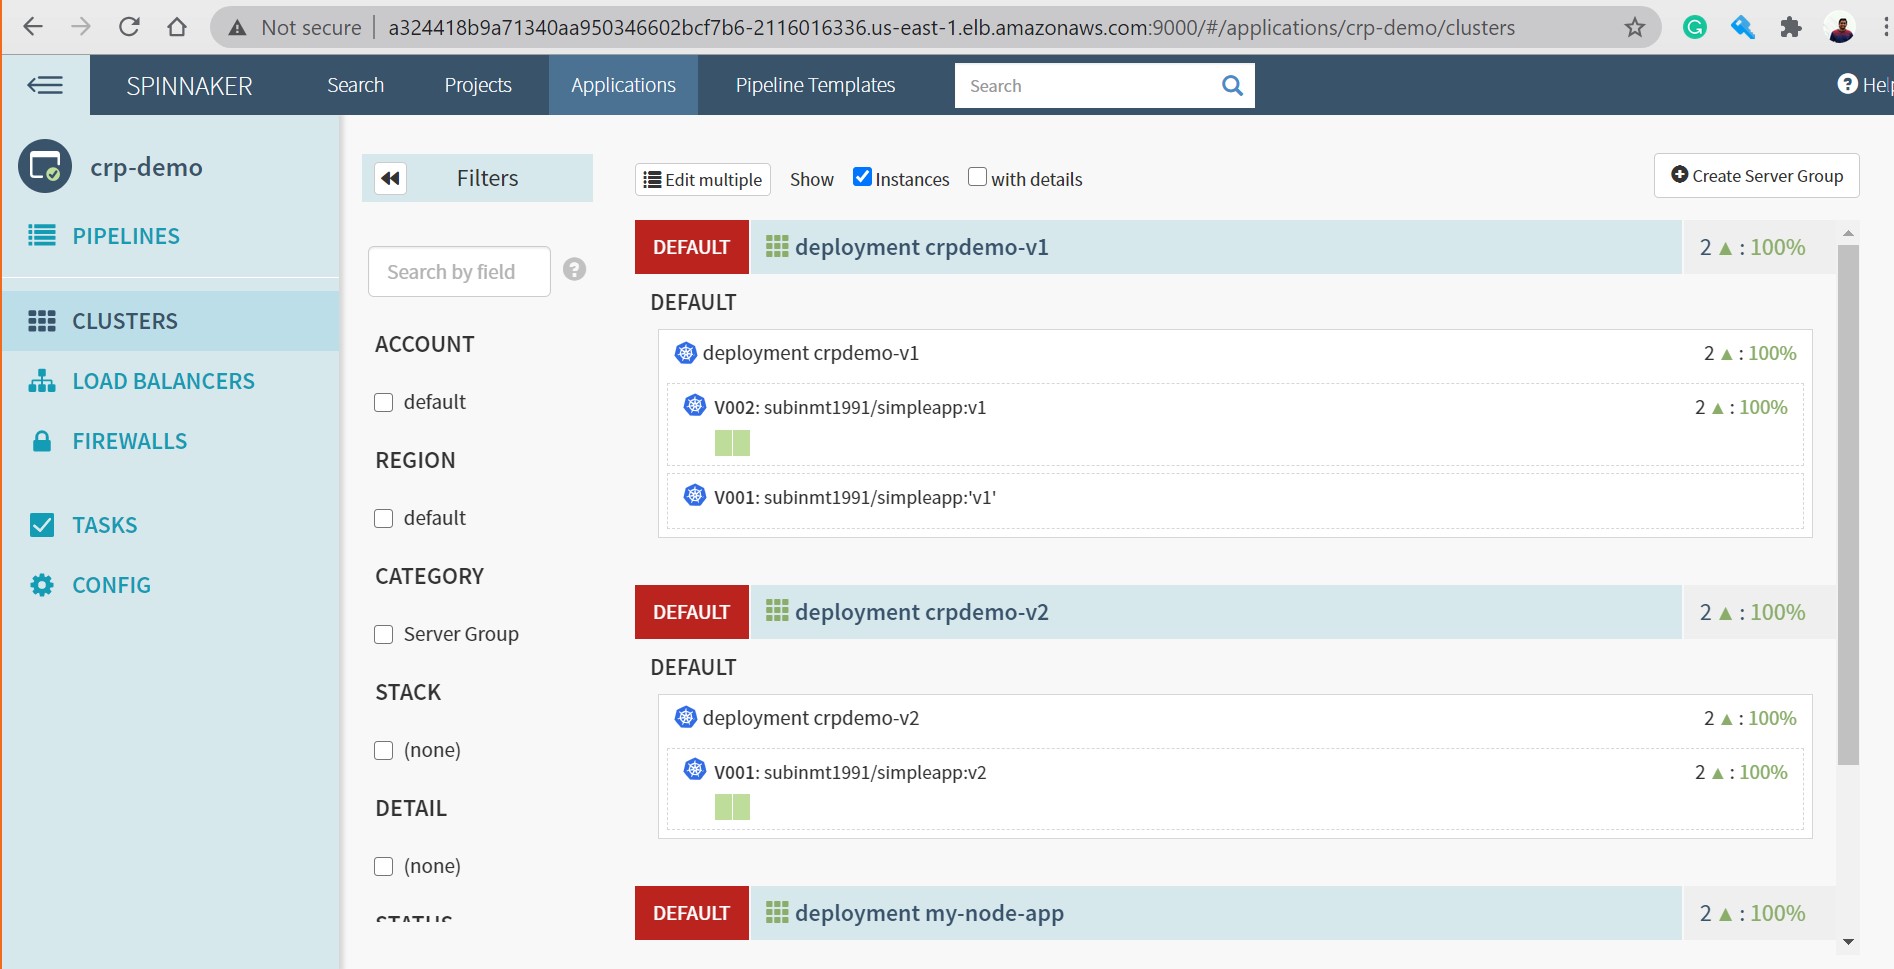 Not secure a324418b9a71340aa950346602bcf7b6-2116016336.us-east-1.elb.amazonaws.com:9000/#/applications/crp-demo/clusters
SPINNAKER Search Projects Applications Pipeline Templates Search Help
crp-demo
PIPELINES
CLUSTERS
LOAD BALANCERS
FIREWALLS
TASKS
CONFIG
Filters
Search by field
ACCOUNT
default
REGION
default
CATEGORY
Server Group
STACK
(none)
DETAIL
(none)
STATUS
Edit multiple Show Instances with details Create Server Group
DEFAULT deployment crpdemo-v1 2 ▲ : 100%
DEFAULT
deployment crpdemo-v1 2 ▲ : 100%
V002: subinmt1991/simpleapp:v1 2 ▲ : 100%
V001: subinmt1991/simpleapp:'v1'
DEFAULT deployment crpdemo-v2 2 ▲ : 100%
DEFAULT
deployment crpdemo-v2 2 ▲ : 100%
V001: subinmt1991/simpleapp:v2 2 ▲ : 100%
DEFAULT deployment my-node-app 2 ▲ : 100%